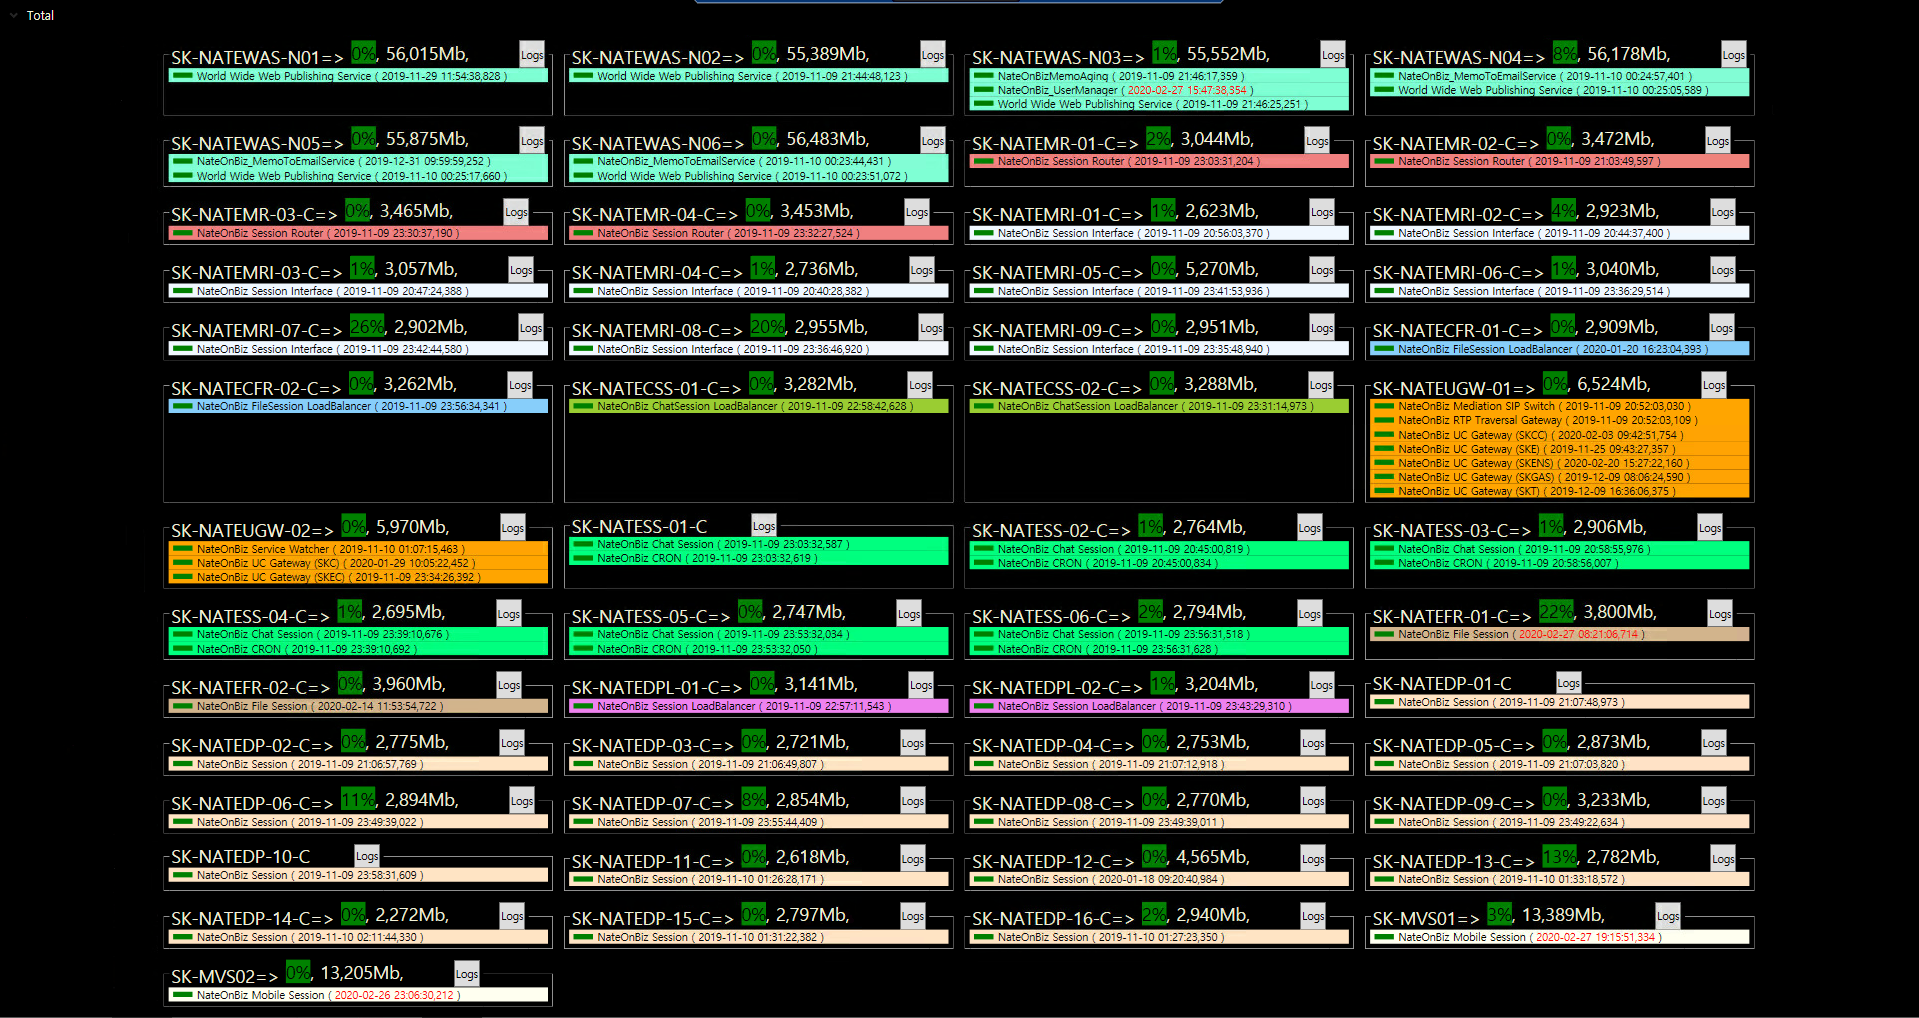 Total
SK-NATEWAS-N01=> 0%, 56,015Mb, Logs
World Wide Web Publishing Service ( 2019-11-29 11:54:38,828 )
SK-NATEWAS-N02=> 0%, 55,389Mb, Logs
World Wide Web Publishing Service ( 2019-11-09 21:44:48,123 )
SK-NATEWAS-N03=> 1%, 55,552Mb, Logs
NateOnBizMemoAging ( 2019-11-09 21:46:17,359 )
NateOnBiz_UserManager ( 2020-02-27 15:47:38,354 )
World Wide Web Publishing Service ( 2019-11-09 21:46:25,251 )
SK-NATEWAS-N04=> 8%, 56,178Mb, Logs
NateOnBiz_MemoToEmailService ( 2019-11-10 00:24:57,401 )
World Wide Web Publishing Service ( 2019-11-10 00:25:05,589 )
SK-NATEWAS-N05=> 0%, 55,875Mb, Logs
NateOnBiz_MemoToEmailService ( 2019-12-31 09:59:59,252 )
World Wide Web Publishing Service ( 2019-11-10 00:25:17,660 )
SK-NATEWAS-N06=> 0%, 56,483Mb, Logs
NateOnBiz_MemoToEmailService ( 2019-11-10 00:23:44,431 )
World Wide Web Publishing Service ( 2019-11-10 00:23:51,072 )
SK-NATEMR-01-C=> 2%, 3,044Mb, Logs
NateOnBiz Session Router ( 2019-11-09 23:03:31,204 )
SK-NATEMR-02-C=> 0%, 3,472Mb, Logs
NateOnBiz Session Router ( 2019-11-09 21:03:49,597 )
SK-NATEMR-03-C=> 0%, 3,465Mb, Logs
NateOnBiz Session Router ( 2019-11-09 23:30:37,190 )
SK-NATEMR-04-C=> 0%, 3,453Mb, Logs
NateOnBiz Session Router ( 2019-11-09 23:32:27,524 )
SK-NATEMRI-01-C=> 1%, 2,623Mb, Logs
NateOnBiz Session Interface ( 2019-11-09 20:56:03,370 )
SK-NATEMRI-02-C=> 4%, 2,923Mb, Logs
NateOnBiz Session Interface ( 2019-11-09 20:44:37,400 )
SK-NATEMRI-03-C=> 1%, 3,057Mb, Logs
NateOnBiz Session Interface ( 2019-11-09 20:47:24,388 )
SK-NATEMRI-04-C=> 1%, 2,736Mb, Logs
NateOnBiz Session Interface ( 2019-11-09 20:40:28,382 )
SK-NATEMRI-05-C=> 0%, 5,270Mb, Logs
NateOnBiz Session Interface ( 2019-11-09 23:41:53,936 )
SK-NATEMRI-06-C=> 1%, 3,040Mb, Logs
NateOnBiz Session Interface ( 2019-11-09 23:36:29,514 )
SK-NATEMRI-07-C=> 26%, 2,902Mb, Logs
NateOnBiz Session Interface ( 2019-11-09 23:42:44,580 )
SK-NATEMRI-08-C=> 20%, 2,955Mb, Logs
NateOnBiz Session Interface ( 2019-11-09 23:36:46,920 )
SK-NATEMRI-09-C=> 0%, 2,951Mb, Logs
NateOnBiz Session Interface ( 2019-11-09 23:35:48,940 )
SK-NATECFR-01-C=> 0%, 2,909Mb, Logs
NateOnBiz FileSession LoadBalancer ( 2020-01-20 16:23:04,393 )
SK-NATECFR-02-C=> 0%, 3,262Mb, Logs
NateOnBiz FileSession LoadBalancer ( 2019-11-09 23:56:34,341 )
SK-NATECSS-01-C=> 0%, 3,282Mb, Logs
NateOnBiz ChatSession LoadBalancer ( 2019-11-09 22:58:42,628 )
SK-NATECSS-02-C=> 0%, 3,288Mb, Logs
NateOnBiz ChatSession LoadBalancer ( 2019-11-09 23:31:14,973 )
SK-NATEUGW-01=> 0%, 6,524Mb, Logs
NateOnBiz Mediation SIP Switch ( 2019-11-09 20:52:03,030 )
NateOnBiz RTP Traversal Gateway ( 2019-11-09 20:52:03,109 )
NateOnBiz UC Gateway (SKCC) ( 2020-02-03 09:42:51,754 )
NateOnBiz UC Gateway (SKE) ( 2019-11-25 09:43:27,357 )
NateOnBiz UC Gateway (SKENS) ( 2020-02-20 15:27:22,160 )
NateOnBiz UC Gateway (SKGAS) ( 2019-12-09 08:06:24,590 )
NateOnBiz UC Gateway (SKT) ( 2019-12-09 16:36:06,375 )
SK-NATEUGW-02=> 0%, 5,970Mb, Logs
NateOnBiz Service Watcher ( 2019-11-10 01:07:15,463 )
NateOnBiz UC Gateway (SKC) ( 2020-01-29 10:05:22,452 )
NateOnBiz UC Gateway (SKEC) ( 2019-11-09 23:34:26,392 )
SK-NATESS-01-C Logs
NateOnBiz Chat Session ( 2019-11-09 23:03:32,587 )
NateOnBiz CRON ( 2019-11-09 23:03:32,619 )
SK-NATESS-02-C=> 1%, 2,764Mb, Logs
NateOnBiz Chat Session ( 2019-11-09 20:45:00,819 )
NateOnBiz CRON ( 2019-11-09 20:45:00,834 )
SK-NATESS-03-C=> 1%, 2,906Mb, Logs
NateOnBiz Chat Session ( 2019-11-09 20:58:55,976 )
NateOnBiz CRON ( 2019-11-09 20:58:56,007 )
SK-NATESS-04-C=> 1%, 2,695Mb, Logs
NateOnBiz Chat Session ( 2019-11-09 23:39:10,676 )
NateOnBiz CRON ( 2019-11-09 23:39:10,692 )
SK-NATESS-05-C=> 0%, 2,747Mb, Logs
NateOnBiz Chat Session ( 2019-11-09 23:53:32,034 )
NateOnBiz CRON ( 2019-11-09 23:53:32,050 )
SK-NATESS-06-C=> 2%, 2,794Mb, Logs
NateOnBiz Chat Session ( 2019-11-09 23:56:31,518 )
NateOnBiz CRON ( 2019-11-09 23:56:31,628 )
SK-NATEFR-01-C=> 22%, 3,800Mb, Logs
NateOnBiz File Session ( 2020-02-27 08:21:06,714 )
SK-NATEFR-02-C=> 0%, 3,960Mb, Logs
NateOnBiz File Session ( 2020-02-14 11:53:54,722 )
SK-NATEDPL-01-C=> 0%, 3,141Mb, Logs
NateOnBiz Session LoadBalancer ( 2019-11-09 22:57:11,543 )
SK-NATEDPL-02-C=> 1%, 3,204Mb, Logs
NateOnBiz Session LoadBalancer ( 2019-11-09 23:43:29,310 )
SK-NATEDP-01-C Logs
NateOnBiz Session ( 2019-11-09 21:07:48,973 )
SK-NATEDP-02-C=> 0%, 2,775Mb, Logs
NateOnBiz Session ( 2019-11-09 21:06:57,769 )
SK-NATEDP-03-C=> 0%, 2,721Mb, Logs
NateOnBiz Session ( 2019-11-09 21:06:49,807 )
SK-NATEDP-04-C=> 0%, 2,753Mb, Logs
NateOnBiz Session ( 2019-11-09 21:07:12,918 )
SK-NATEDP-05-C=> 0%, 2,873Mb, Logs
NateOnBiz Session ( 2019-11-09 21:07:03,820 )
SK-NATEDP-06-C=> 11%, 2,894Mb, Logs
NateOnBiz Session ( 2019-11-09 23:49:39,022 )
SK-NATEDP-07-C=> 8%, 2,854Mb, Logs
NateOnBiz Session ( 2019-11-09 23:55:44,409 )
SK-NATEDP-08-C=> 0%, 2,770Mb, Logs
NateOnBiz Session ( 2019-11-09 23:49:39,011 )
SK-NATEDP-09-C=> 0%, 3,233Mb, Logs
NateOnBiz Session ( 2019-11-09 23:49:22,634 )
SK-NATEDP-10-C Logs
NateOnBiz Session ( 2019-11-09 23:58:31,609 )
SK-NATEDP-11-C=> 0%, 2,618Mb, Logs
NateOnBiz Session ( 2019-11-10 01:26:28,171 )
SK-NATEDP-12-C=> 0%, 4,565Mb, Logs
NateOnBiz Session ( 2020-01-18 09:20:40,984 )
SK-NATEDP-13-C=> 13%, 2,782Mb, Logs
NateOnBiz Session ( 2019-11-10 01:33:18,572 )
SK-NATEDP-14-C=> 0%, 2,272Mb, Logs
NateOnBiz Session ( 2019-11-10 02:11:44,330 )
SK-NATEDP-15-C=> 0%, 2,797Mb, Logs
NateOnBiz Session ( 2019-11-10 01:31:22,382 )
SK-NATEDP-16-C=> 2%, 2,940Mb, Logs
NateOnBiz Session ( 2019-11-10 01:27:23,350 )
SK-MVS01=> 3%, 13,389Mb, Logs
NateOnBiz Mobile Session ( 2020-02-27 19:15:51,334 )
SK-MVS02=> 0%, 13,205Mb, Logs
NateOnBiz Mobile Session ( 2020-02-26 23:06:30,212 )